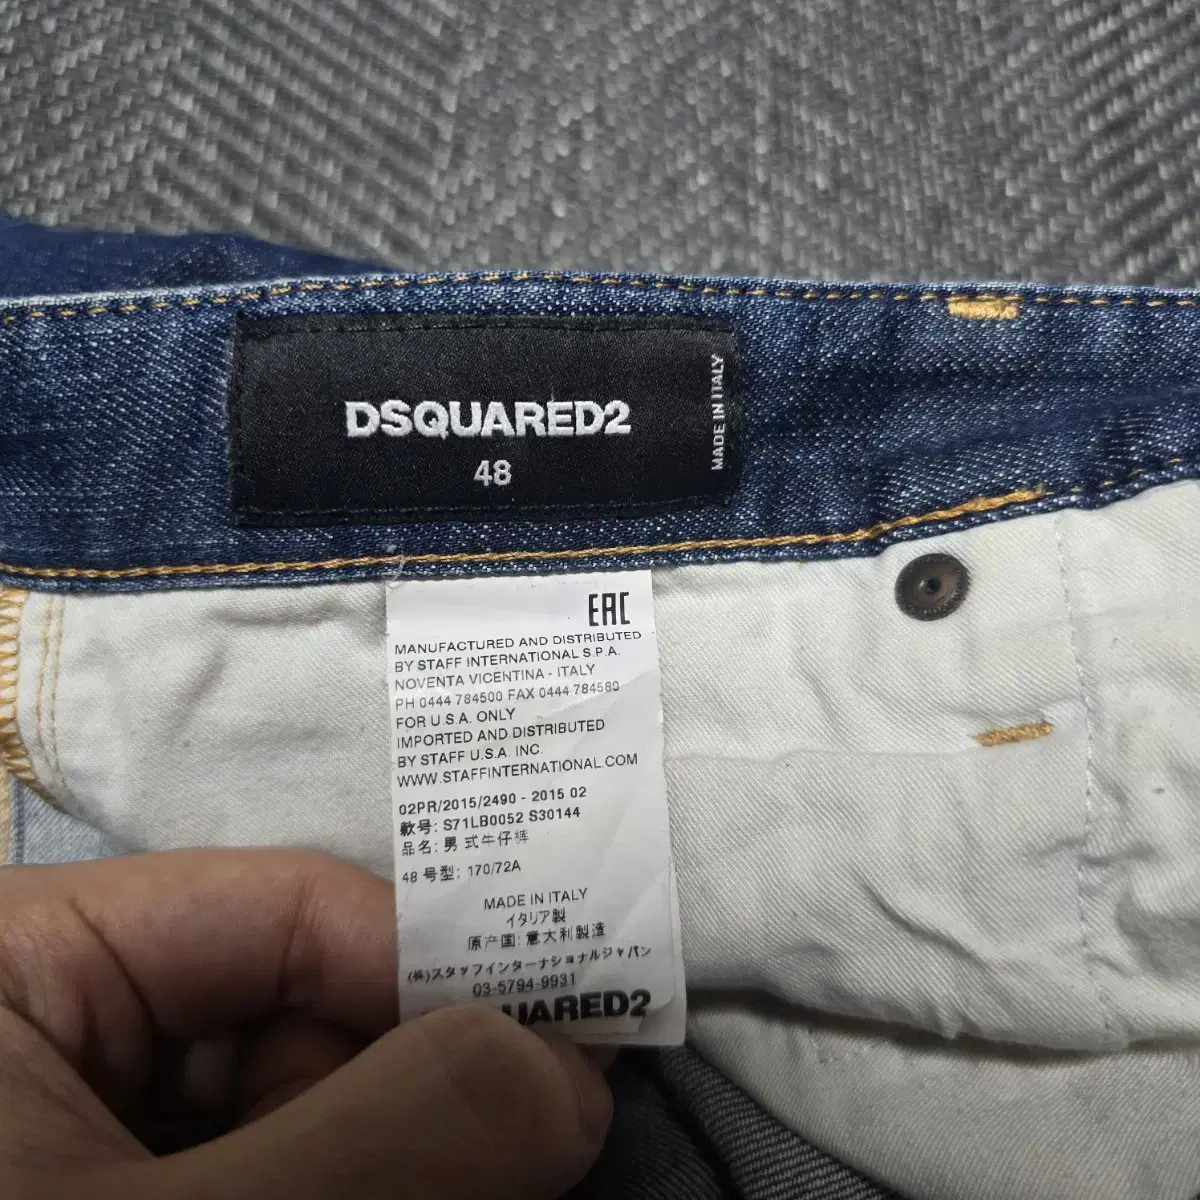 DSQUARED2
48
MADE IN ITALY
EAC
MANUFACTURED AND DISTRIBUTED
BY STAFF INTERNATIONAL S.P.A.
NOVENTA VICENTINA - ITALY
PH 0444 784500 FAX 0444 784580
FOR U.S.A. ONLY
IMPORTED AND DISTRIBUTED
BY STAFF U.S.A. INC.
WWW.STAFFINTERNATIONAL.COM
02PR/2015/2490 - 2015 02
款号: S71LB0052 S30144
品名: 男式牛仔裤
48 号型: 170/72A
MADE IN ITALY
イタリア製
原产国: 意大利製造
(株)スタッフインターナショナルジャパン
03-5794-9931
SQUARED2